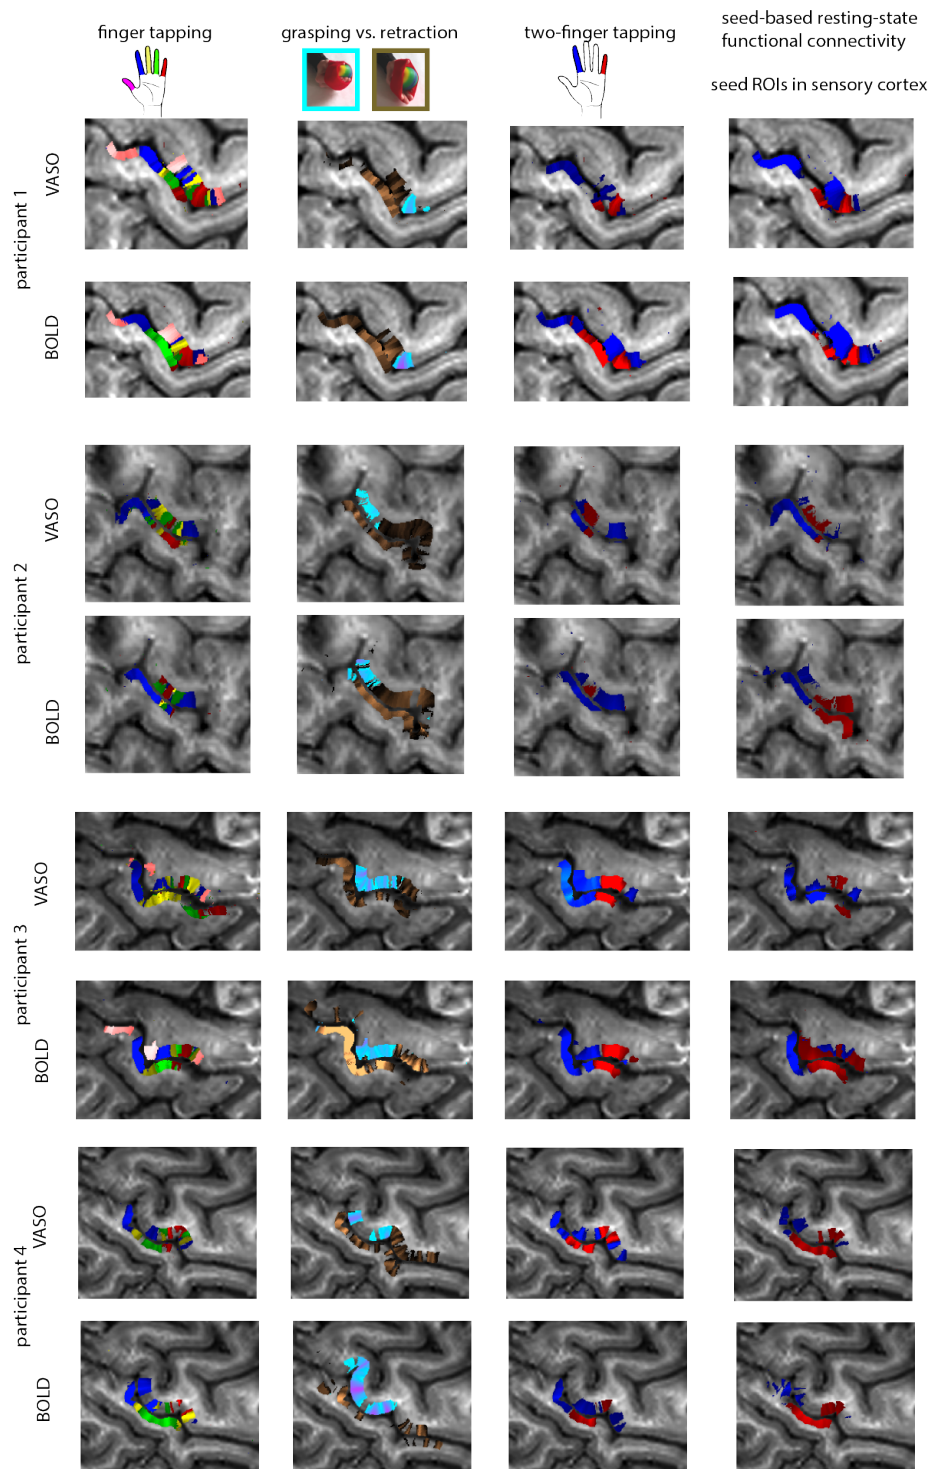 finger tapping
grasping vs. retraction
two-finger tapping
seed-based resting-state
functional connectivity
seed ROIs in sensory cortex
participant 1
VASO
BOLD
participant 2
VASO
BOLD
participant 3
VASO
BOLD
participant 4
VASO
BOLD